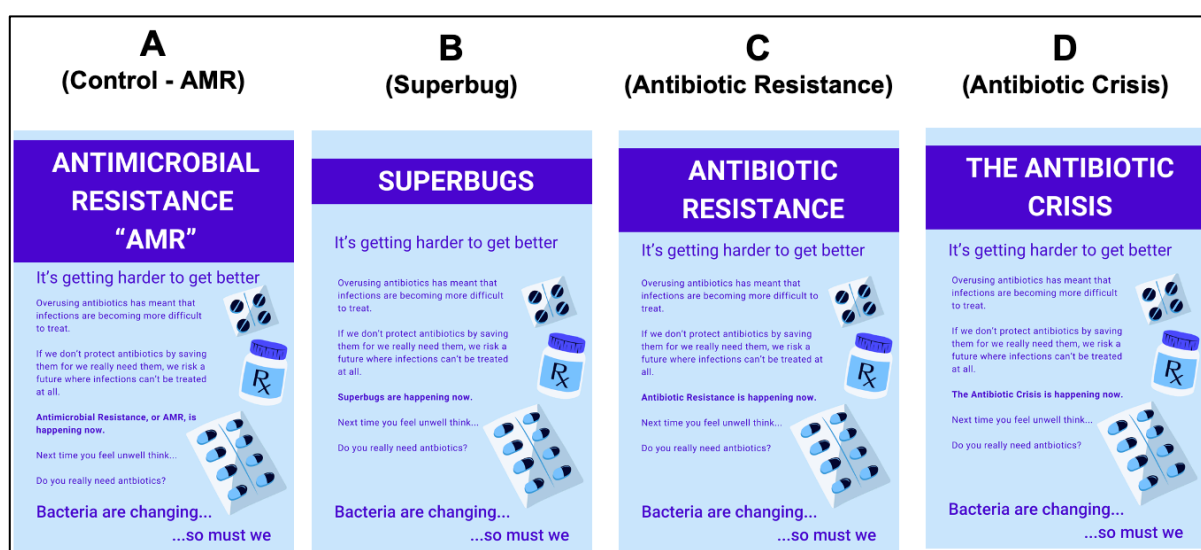 A
(Control - AMR)
ANTIMICROBIAL
RESISTANCE
“AMR”
It’s getting harder to get better
Overusing antibiotics has meant that
infections are becoming more difficult
to treat.
If we don’t protect antibiotics by saving
them for we really need them, we risk a
future where infections can’t be treated
at all.
Antimicrobial Resistance, or AMR, is
happening now.
Next time you feel unwell think...
Do you really need antibiotics?
Bacteria are changing...
...so must we
B
(Superbug)
SUPERBUGS
It’s getting harder to get better
Overusing antibiotics has meant that
infections are becoming more difficult
to treat.
If we don’t protect antibiotics by saving
them for we really need them, we risk a
future where infections can’t be treated
at all.
Superbugs are happening now.
Next time you feel unwell think...
Do you really need antbiotics?
Bacteria are changing...
...so must we
C
(Antibiotic Resistance)
ANTIBIOTIC
RESISTANCE
It’s getting harder to get better
Overusing antibiotics has meant that
infections are becoming more difficult to
treat.
If we don’t protect antibiotics by saving
them for we really need them, we risk a
future where infections can’t be treated at
all.
Antibiotic Resistance is happening now.
Next time you feel unwell think...
Do you really need antbiotics?
Bacteria are changing...
...so must we
D
(Antibiotic Crisis)
THE ANTIBIOTIC
CRISIS
It’s getting harder to get better
Overusing antibiotics has meant that
infections are becoming more difficult
to treat.
If we don’t protect antibiotics by saving
them for we really need them, we risk a
future where infections can’t be treated
at all.
The Antibiotic Crisis is happening now.
Next time you feel unwell think...
Do you really need antbiotics?
Bacteria are changing...
...so must we
Rx
Rx
Rx
Rx